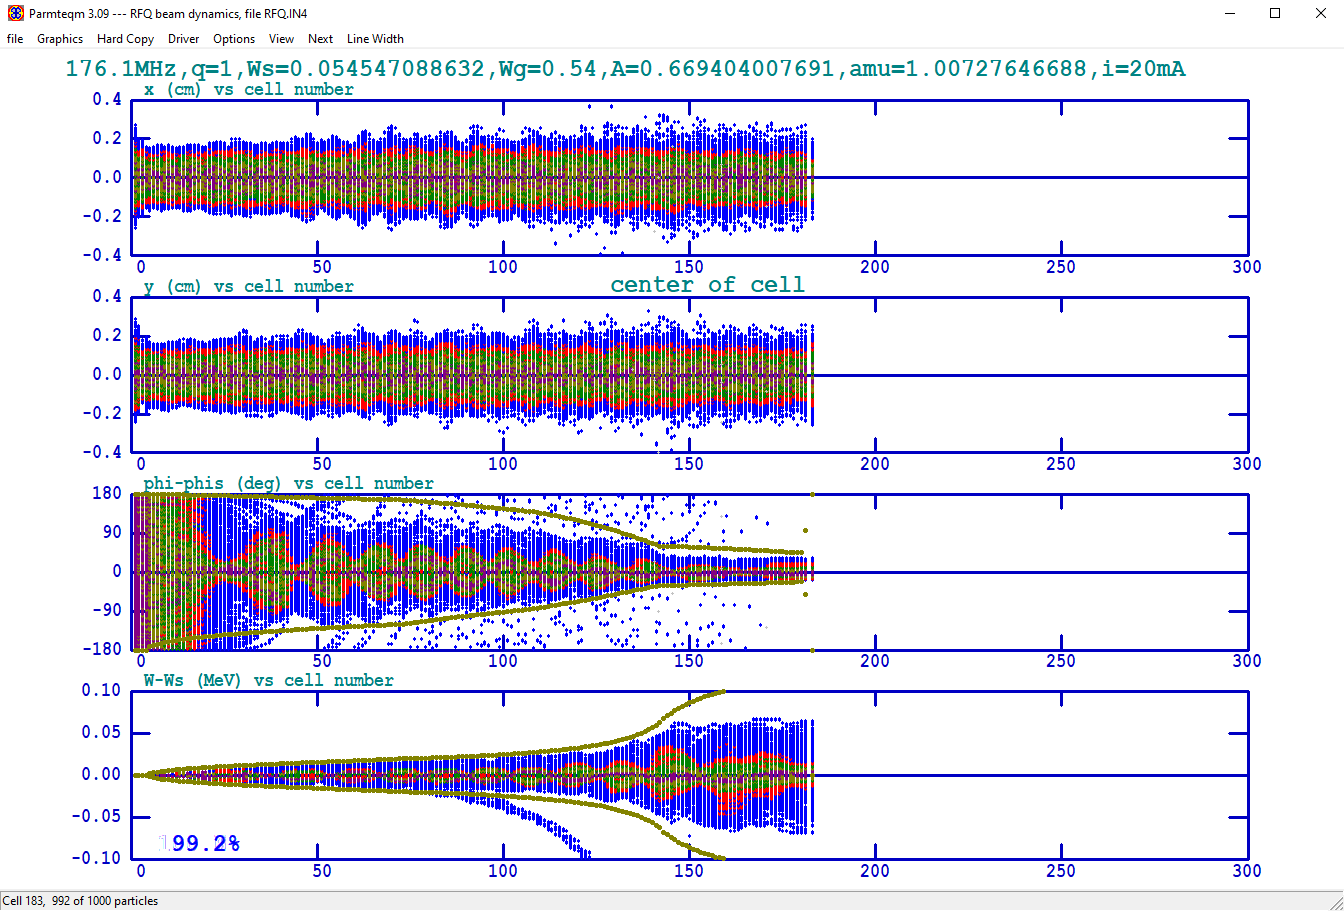 Parmteqm 3.09 --- RFQ beam dynamics, file RFQ.IN4
file Graphics Hard Copy Driver Options View Next Line Width
176.1MHz,q=1,Ws=0.054547088632,Wg=0.54,A=0.669404007691,amu=1.00727646688,i=20mA
x (cm) vs cell number
0.4
0.2
0.0
-0.2
-0.4
0 50 100 150 200 250 300
center of cell
y (cm) vs cell number
0.4
0.2
0.0
-0.2
-0.4
0 50 100 150 200 250 300
phi-phis (deg) vs cell number
180
90
0
-90
-180
0 50 100 150 200 250 300
W-Ws (MeV) vs cell number
0.10
0.05
0.00
-0.05
-0.10
99.2%
0 50 100 150 200 250 300
Cell 183, 992 of 1000 particles